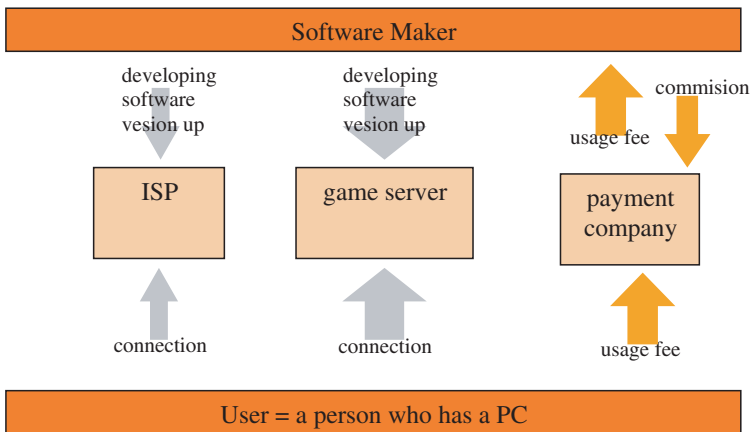 Software Maker
developing
software
vesion up
developing
software
vesion up
commision
usage fee
ISP
game server
payment
company
connection
connection
usage fee
User = a person who has a PC